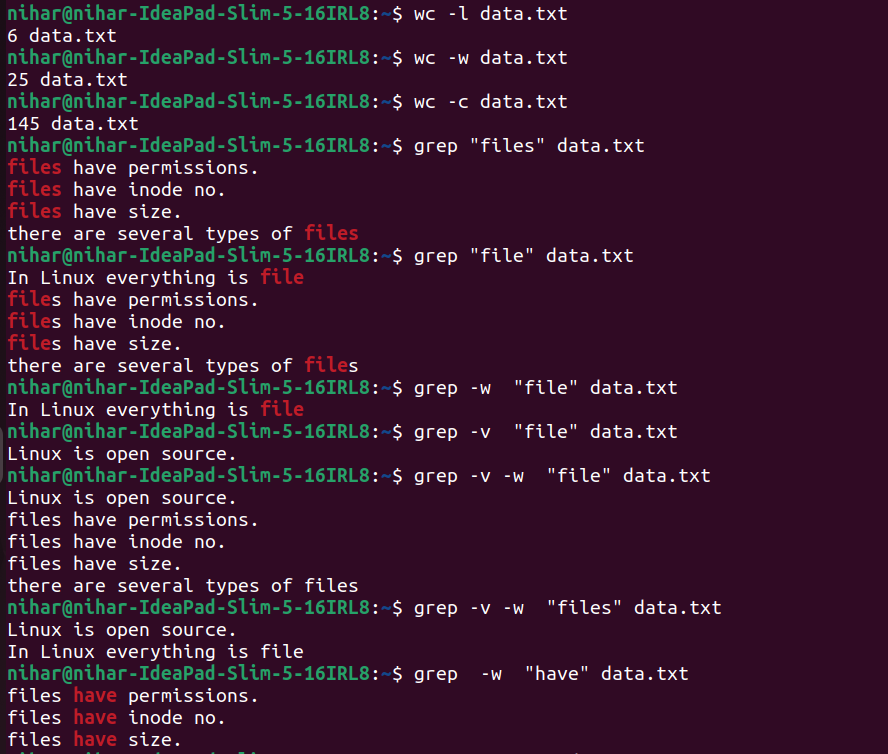 nihar@nihar-IdeaPad-Slim-5-16IRL8:~$ wc -l data.txt
6 data.txt
nihar@nihar-IdeaPad-Slim-5-16IRL8:~$ wc -w data.txt
25 data.txt
nihar@nihar-IdeaPad-Slim-5-16IRL8:~$ wc -c data.txt
145 data.txt
nihar@nihar-IdeaPad-Slim-5-16IRL8:~$ grep "files" data.txt
files have permissions.
files have inode no.
files have size.
there are several types of files
nihar@nihar-IdeaPad-Slim-5-16IRL8:~$ grep "file" data.txt
In Linux everything is file
files have permissions.
files have inode no.
files have size.
there are several types of files
nihar@nihar-IdeaPad-Slim-5-16IRL8:~$ grep -w  "file" data.txt
In Linux everything is file
nihar@nihar-IdeaPad-Slim-5-16IRL8:~$ grep -v  "file" data.txt
Linux is open source.
nihar@nihar-IdeaPad-Slim-5-16IRL8:~$ grep -v -w  "file" data.txt
Linux is open source.
files have permissions.
files have inode no.
files have size.
there are several types of files
nihar@nihar-IdeaPad-Slim-5-16IRL8:~$ grep -v -w  "files" data.txt
Linux is open source.
In Linux everything is file
nihar@nihar-IdeaPad-Slim-5-16IRL8:~$ grep  -w  "have" data.txt
files have permissions.
files have inode no.
files have size.